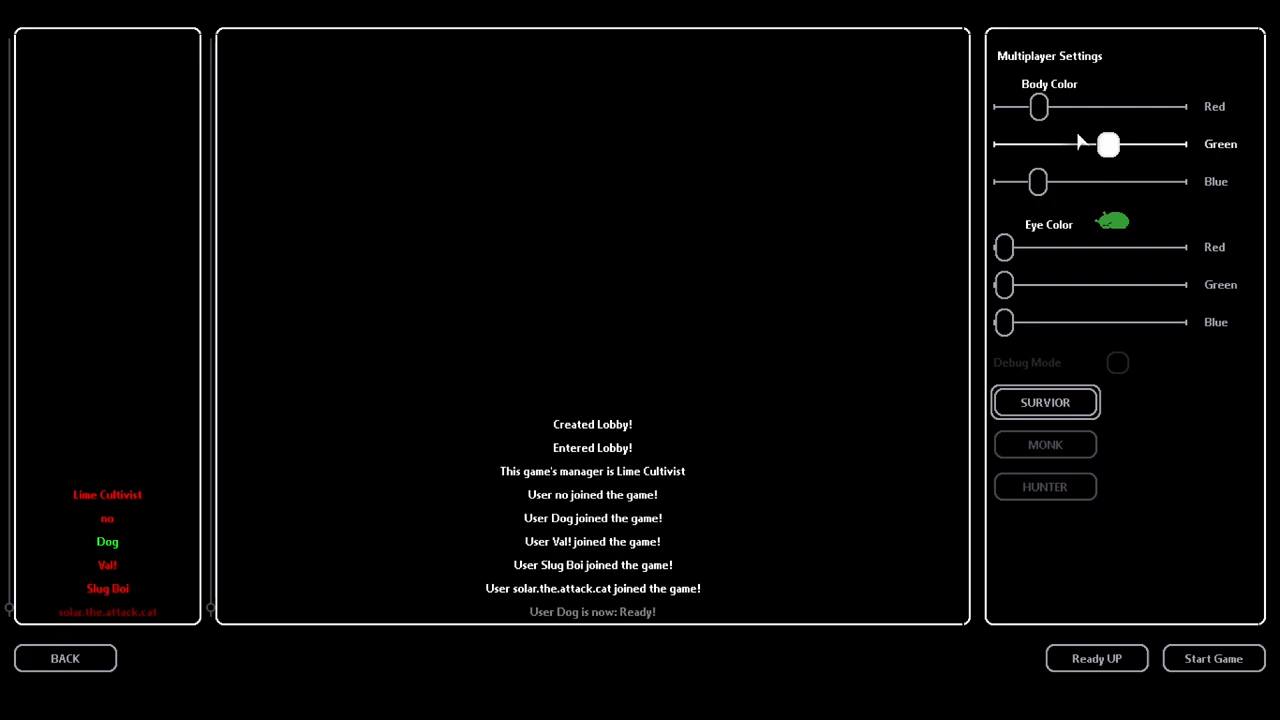 Lime Cultivist
no
Dog
Val!
Slug Boi
solar.the.attack.cat
Created Lobby!
Entered Lobby!
This game's manager is Lime Cultivist
User no joined the game!
User Dog joined the game!
User Val! joined the game!
User Slug Boi joined the game!
User solar.the.attack.cat joined the game!
User Dog is now: Ready!
Multiplayer Settings
Body Color
Red
Green
Blue
Eye Color
Red
Green
Blue
Debug Mode
SURVIOR
MONK
HUNTER
BACK
Ready UP
Start Game